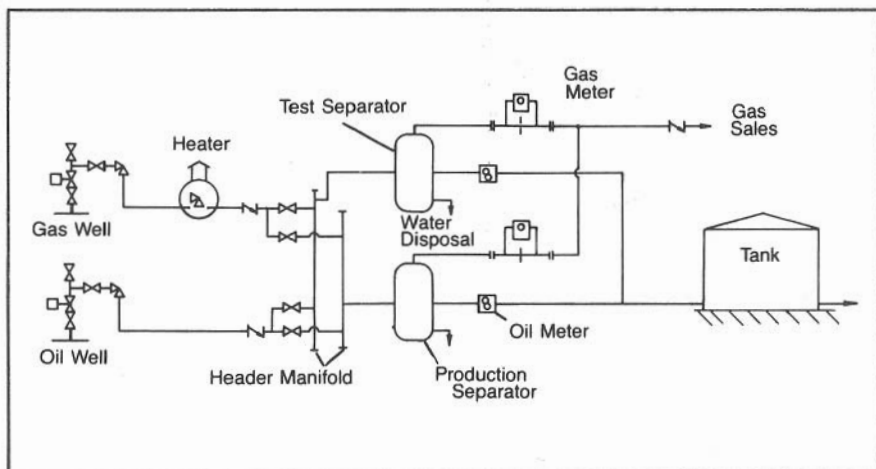 Gas
Meter
Test Separator
Gas
Sales
Heater
Gas Well
Water
Disposal
Tank
Oil Well
Oil Meter
Header Manifold
Production
Separator